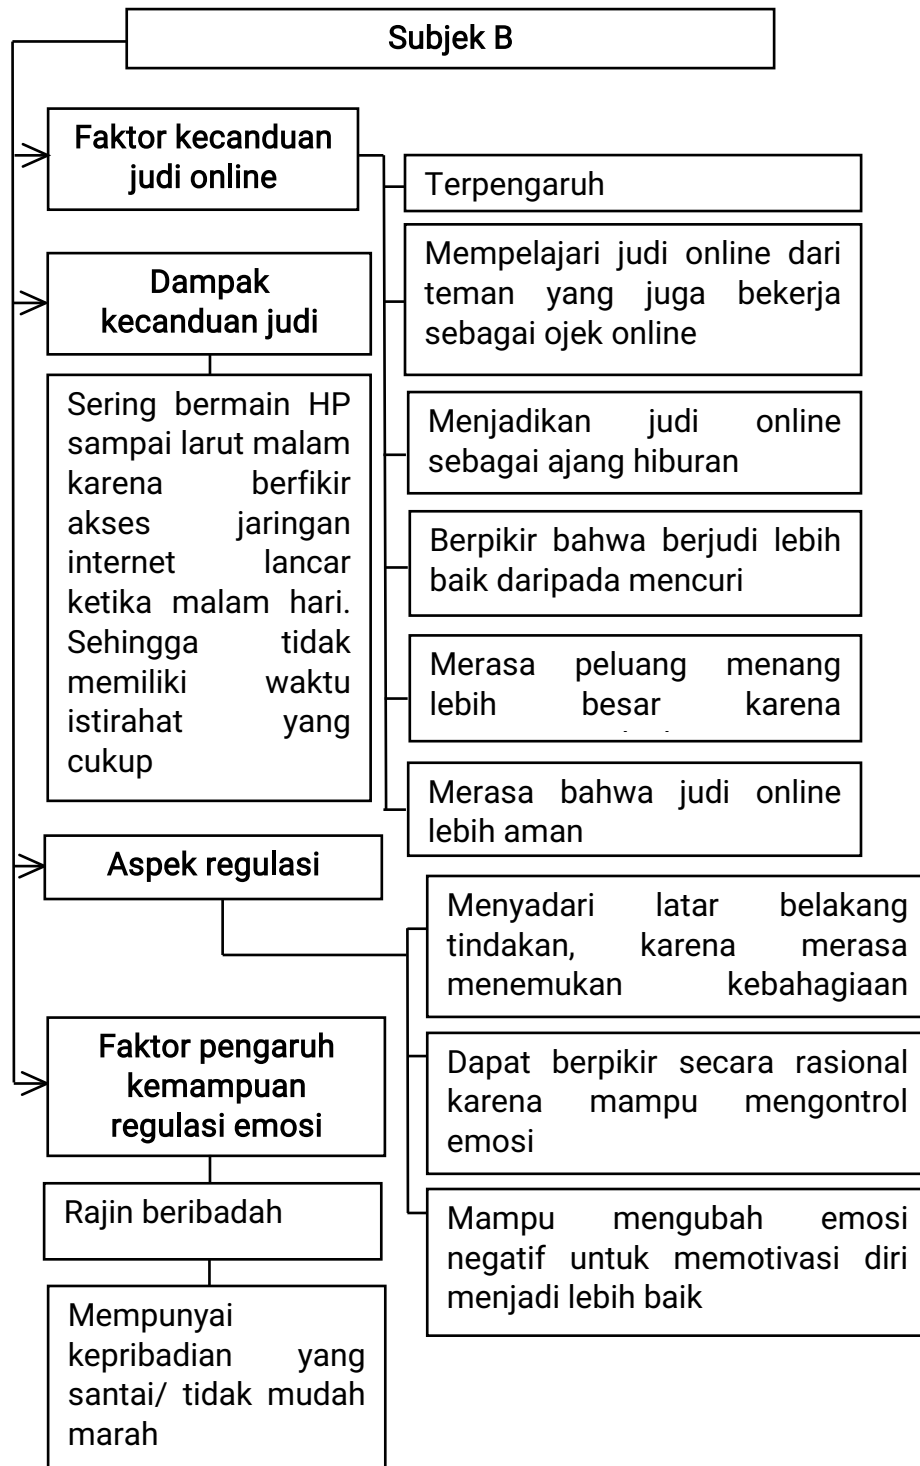 Subjek B
Faktor kecanduan
judi online
Terpengaruh
Mempelajari judi online dari
teman yang juga bekerja
sebagai ojek online
Menjadikan judi online
sebagai ajang hiburan
Berpikir bahwa berjudi lebih
baik daripada mencuri
Merasa peluang menang
lebih besar karena
Merasa bahwa judi online
lebih aman
Dampak
kecanduan judi
Sering bermain HP
sampai larut malam
karena berfikir
akses jaringan
internet lancar
ketika malam hari.
Sehingga tidak
memiliki waktu
istirahat yang
cukup
Aspek regulasi
Menyadari latar belakang
tindakan, karena merasa
menemukan kebahagiaan
Dapat berpikir secara rasional
karena mampu mengontrol
emosi
Mampu mengubah emosi
negatif untuk memotivasi diri
menjadi lebih baik
Faktor pengaruh
kemampuan
regulasi emosi
Rajin beribadah
Mempunyai
kepribadian yang
santai/ tidak mudah
marah